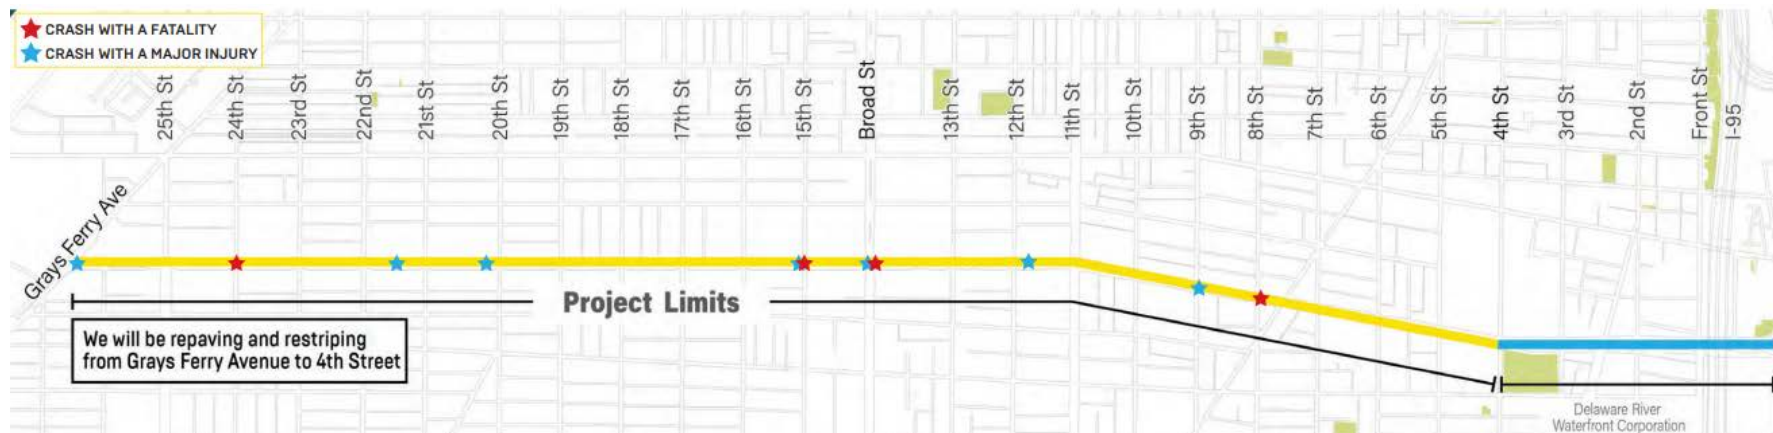 CRASH WITH A FATALITY
CRASH WITH A MAJOR INJURY
25th St
24th St
23rd St
22nd St
21st St
20th St
19th St
18th St
17th St
16th St
15th St
Broad St
13th St
12th St
11th St
10th St
9th St
8th St
7th St
6th St
5th St
4th St
3rd St
2nd St
Front St
I-95
Grays Ferry Ave
Project Limits
We will be repaving and restriping
from Grays Ferry Avenue to 4th Street
Delaware River
Waterfront Corporation